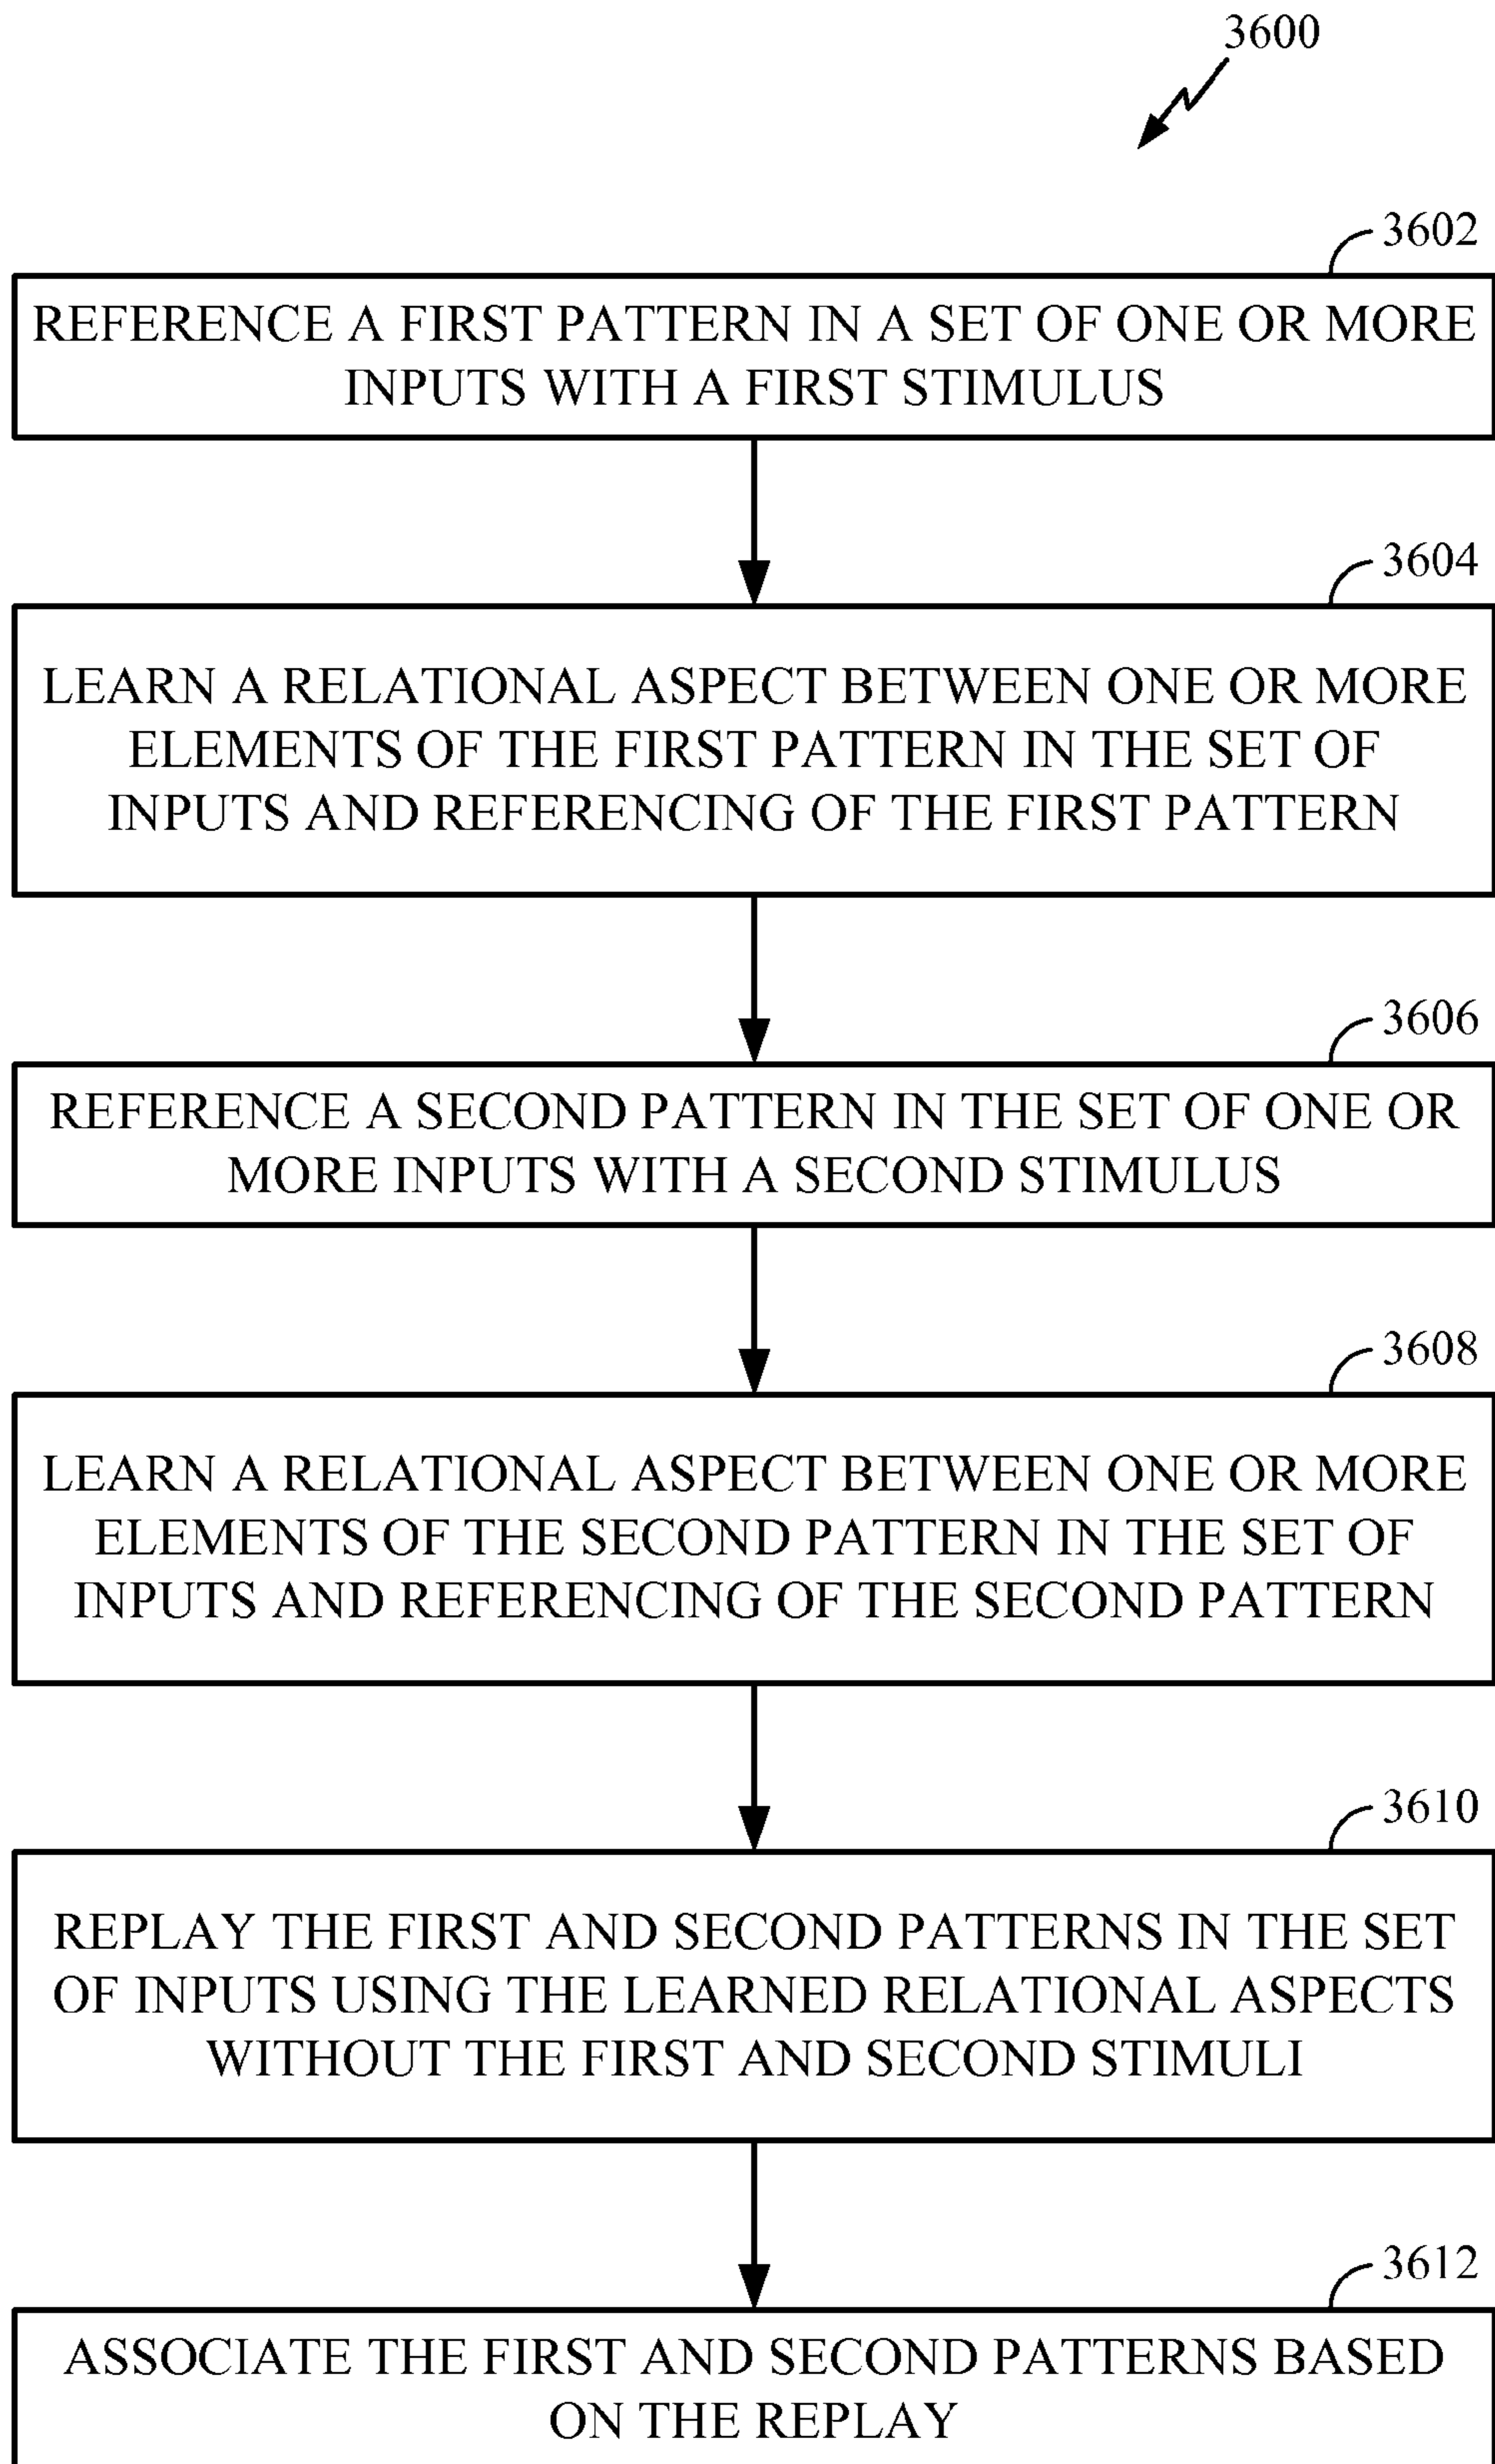 3600
3602
REFERENCE A FIRST PATTERN IN A SET OF ONE OR MORE
INPUTS WITH A FIRST STIMULUS
3604
LEARN A RELATIONAL ASPECT BETWEEN ONE OR MORE
ELEMENTS OF THE FIRST PATTERN IN THE SET OF
INPUTS AND REFERENCING OF THE FIRST PATTERN
3606
REFERENCE A SECOND PATTERN IN THE SET OF ONE OR
MORE INPUTS WITH A SECOND STIMULUS
3608
LEARN A RELATIONAL ASPECT BETWEEN ONE OR MORE
ELEMENTS OF THE SECOND PATTERN IN THE SET OF
INPUTS AND REFERENCING OF THE SECOND PATTERN
3610
REPLAY THE FIRST AND SECOND PATTERNS IN THE SET
OF INPUTS USING THE LEARNED RELATIONAL ASPECTS
WITHOUT THE FIRST AND SECOND STIMULI
3612
ASSOCIATE THE FIRST AND SECOND PATTERNS BASED
ON THE REPLAY